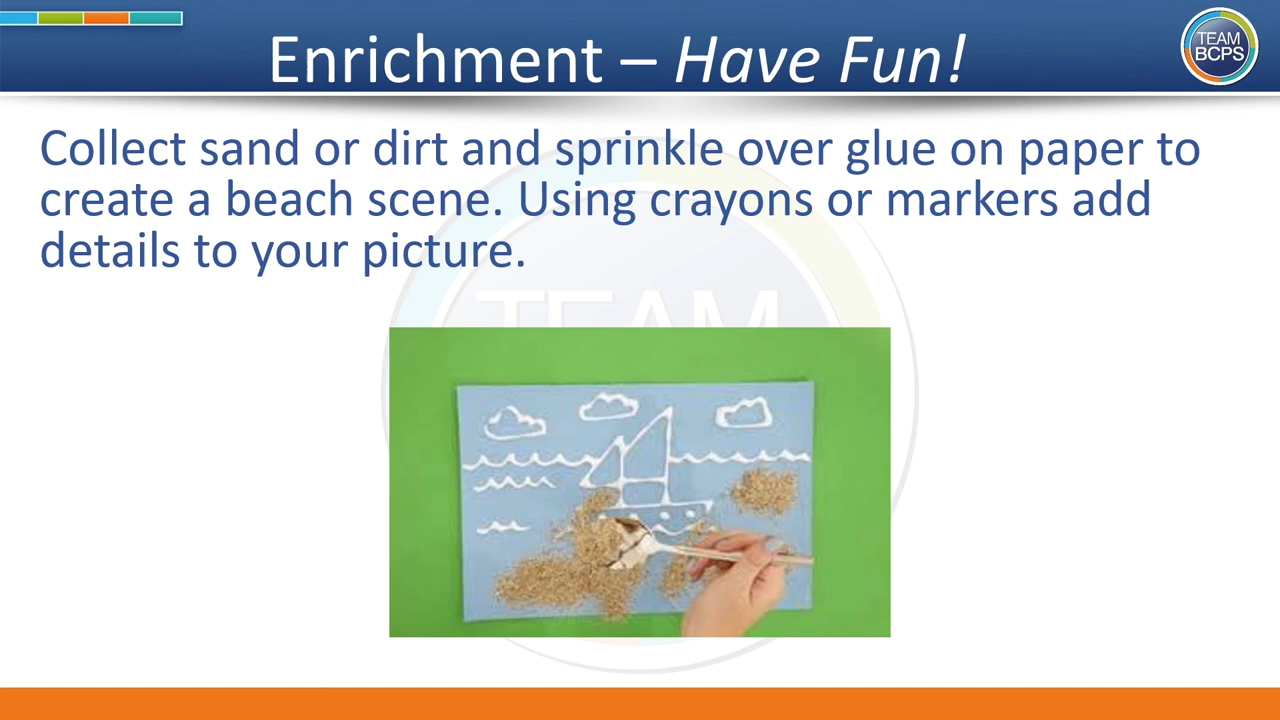 Enrichment – Have Fun!
TEAM
BCPS
Collect sand or dirt and sprinkle over glue on paper to
create a beach scene. Using crayons or markers add
details to your picture.
TEAM